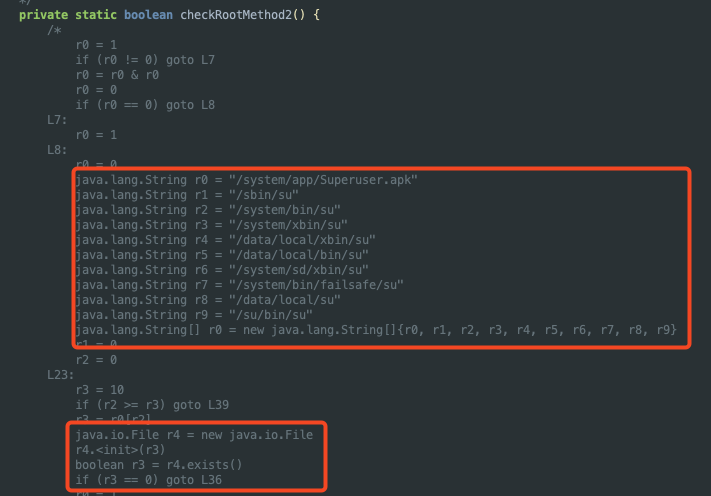 */
private static boolean checkRootMethod2() {
/*
r0 = 1
if (r0 != 0) goto L7
r0 = r0 & r0
r0 = 0
if (r0 == 0) goto L8
L7:
r0 = 1
L8:
r0 = 0
java.lang.String r0 = "/system/app/Superuser.apk"
java.lang.String r1 = "/sbin/su"
java.lang.String r2 = "/system/bin/su"
java.lang.String r3 = "/system/xbin/su"
java.lang.String r4 = "/data/local/xbin/su"
java.lang.String r5 = "/data/local/bin/su"
java.lang.String r6 = "/system/sd/xbin/su"
java.lang.String r7 = "/system/bin/failsafe/su"
java.lang.String r8 = "/data/local/su"
java.lang.String r9 = "/su/bin/su"
java.lang.String[] r0 = new java.lang.String[]{r0, r1, r2, r3, r4, r5, r6, r7, r8, r9}
r1 = 0
r2 = 0
L23:
r3 = 10
if (r2 >= r3) goto L39
r3 = r0[r2]
java.io.File r4 = new java.io.File
r4.<init>(r3)
boolean r3 = r4.exists()
if (r3 == 0) goto L36
r0 = 1